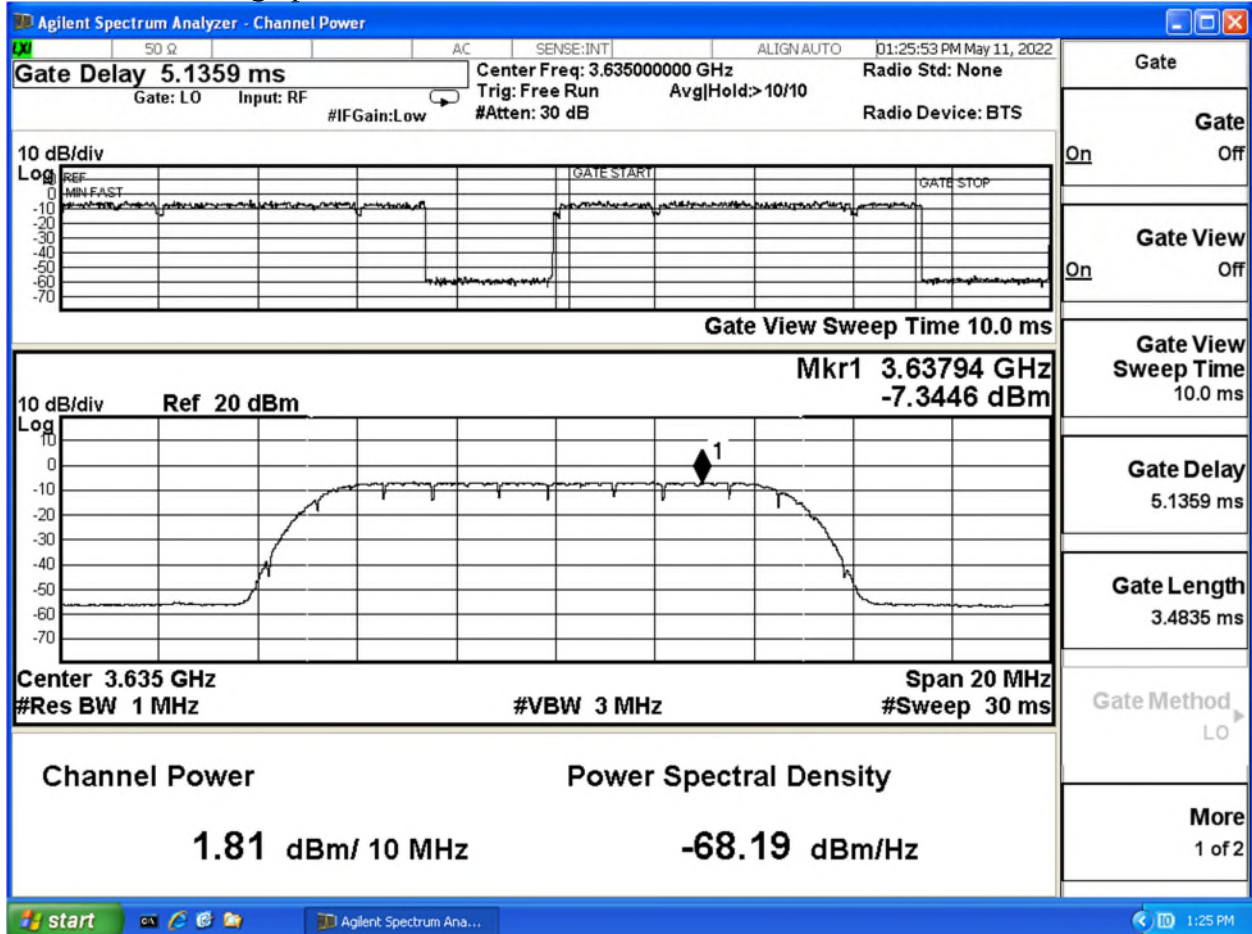 Agilent Spectrum Analyzer - Channel Power
LXI 50 Ω AC SENSE:INT ALIGN AUTO 01:25:53 PM May 11, 2022
Gate Delay 5.1359 ms
Gate: LO Input: RF
#IFGain:Low
Center Freq: 3.635000000 GHz
Trig: Free Run Avg|Hold:> 10/10
#Atten: 30 dB
Radio Std: None
Radio Device: BTS
10 dB/div
Log
REF
MIN FAST
GATE START
GATE STOP
10
0
-10
-20
-30
-40
-50
-60
-70
Gate View Sweep Time 10.0 ms
Mkr1 3.63794 GHz
-7.3446 dBm
10 dB/div Ref 20 dBm
Log
10
0
-10
-20
-30
-40
-50
-60
-70
1
Center 3.635 GHz Span 20 MHz
#Res BW 1 MHz #VBW 3 MHz #Sweep 30 ms
Channel Power Power Spectral Density
1.81 dBm/ 10 MHz -68.19 dBm/Hz
Gate
Gate
On Off
Gate View
On Off
Gate View
Sweep Time
10.0 ms
Gate Delay
5.1359 ms
Gate Length
3.4835 ms
Gate Method
LO
More
1 of 2
start Agilent Spectrum Ana... 1:25 PM